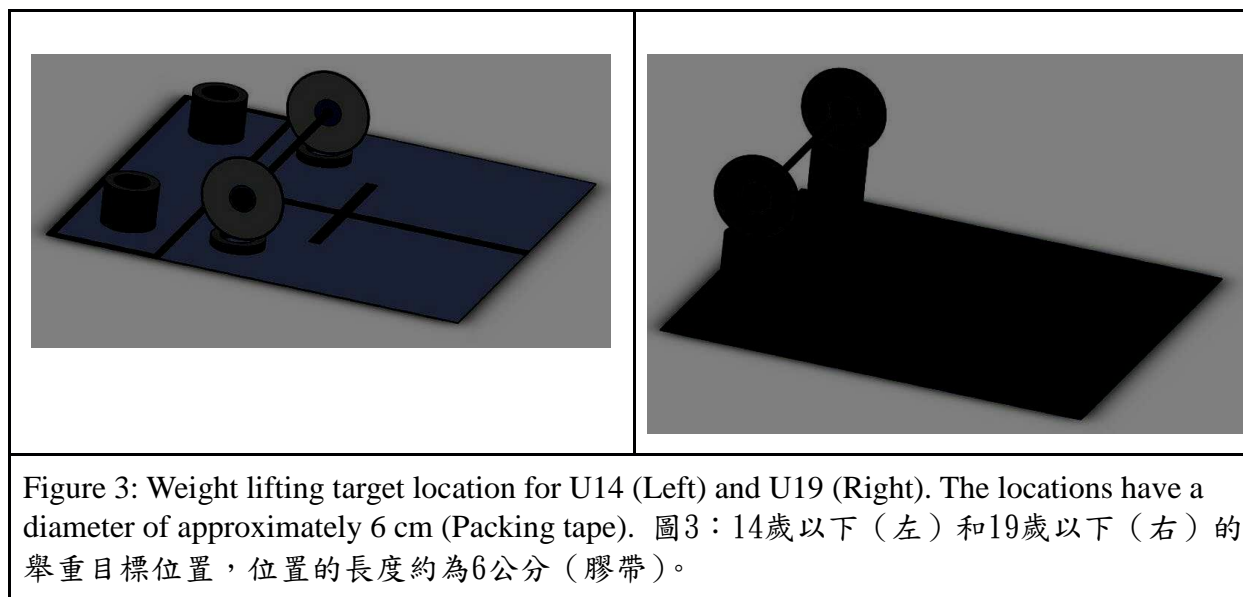 Figure 3: Weight lifting target location for U14 (Left) and U19 (Right). The locations have a
diameter of approximately 6 cm (Packing tape). 圖3：14歲以下（左）和19歲以下（右）的
舉重目標位置，位置的長度約為6公分（膠帶）。